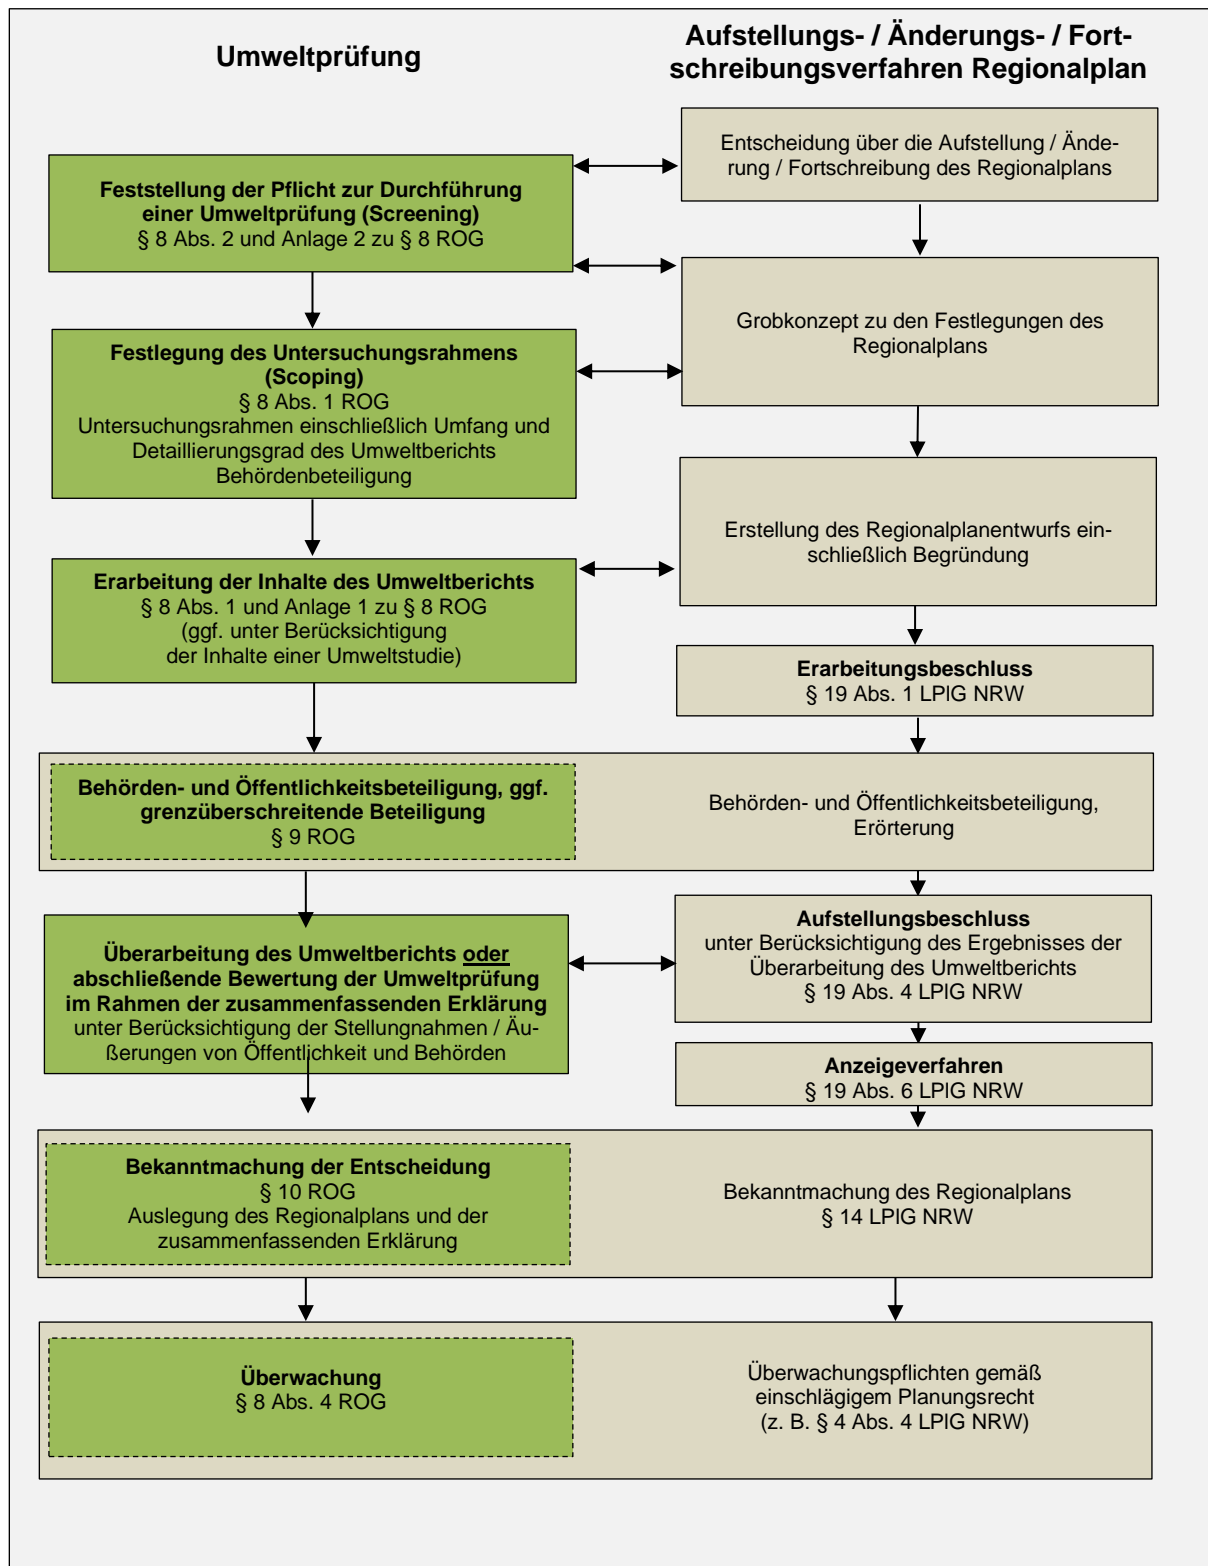 Umweltprüfung
Aufstellungs- / Änderungs- / Fort-
schreibungsverfahren Regionalplan
Entscheidung über die Aufstellung / Ände-
rung / Fortschreibung des Regionalplans
Feststellung der Pflicht zur Durchführung
einer Umweltprüfung (Screening)
§ 8 Abs. 2 und Anlage 2 zu § 8 ROG
Grobkonzept zu den Festlegungen des
Regionalplans
Festlegung des Untersuchungsrahmens
(Scoping)
§ 8 Abs. 1 ROG
Untersuchungsrahmen einschließlich Umfang und
Detaillierungsgrad des Umweltberichts
Behördenbeteiligung
Erstellung des Regionalplanentwurfs ein-
schließlich Begründung
Erarbeitung der Inhalte des Umweltberichts
§ 8 Abs. 1 und Anlage 1 zu § 8 ROG
(ggf. unter Berücksichtigung
der Inhalte einer Umweltstudie)
Erarbeitungsbeschluss
§ 19 Abs. 1 LPlG NRW
Behörden- und Öffentlichkeitsbeteiligung, ggf.
grenzüberschreitende Beteiligung
§ 9 ROG
Behörden- und Öffentlichkeitsbeteiligung,
Erörterung
Aufstellungsbeschluss
unter Berücksichtigung des Ergebnisses der
Überarbeitung des Umweltberichts
§ 19 Abs. 4 LPlG NRW
Überarbeitung des Umweltberichts oder
abschließende Bewertung der Umweltprüfung
im Rahmen der zusammenfassenden Erklärung
unter Berücksichtigung der Stellungnahmen / Äu-
ßerungen von Öffentlichkeit und Behörden
Anzeigeverfahren
§ 19 Abs. 6 LPlG NRW
Bekanntmachung der Entscheidung
§ 10 ROG
Auslegung des Regionalplans und der
zusammenfassenden Erklärung
Bekanntmachung des Regionalplans
§ 14 LPlG NRW
Überwachung
§ 8 Abs. 4 ROG
Überwachungspflichten gemäß
einschlägigem Planungsrecht
(z. B. § 4 Abs. 4 LPlG NRW)